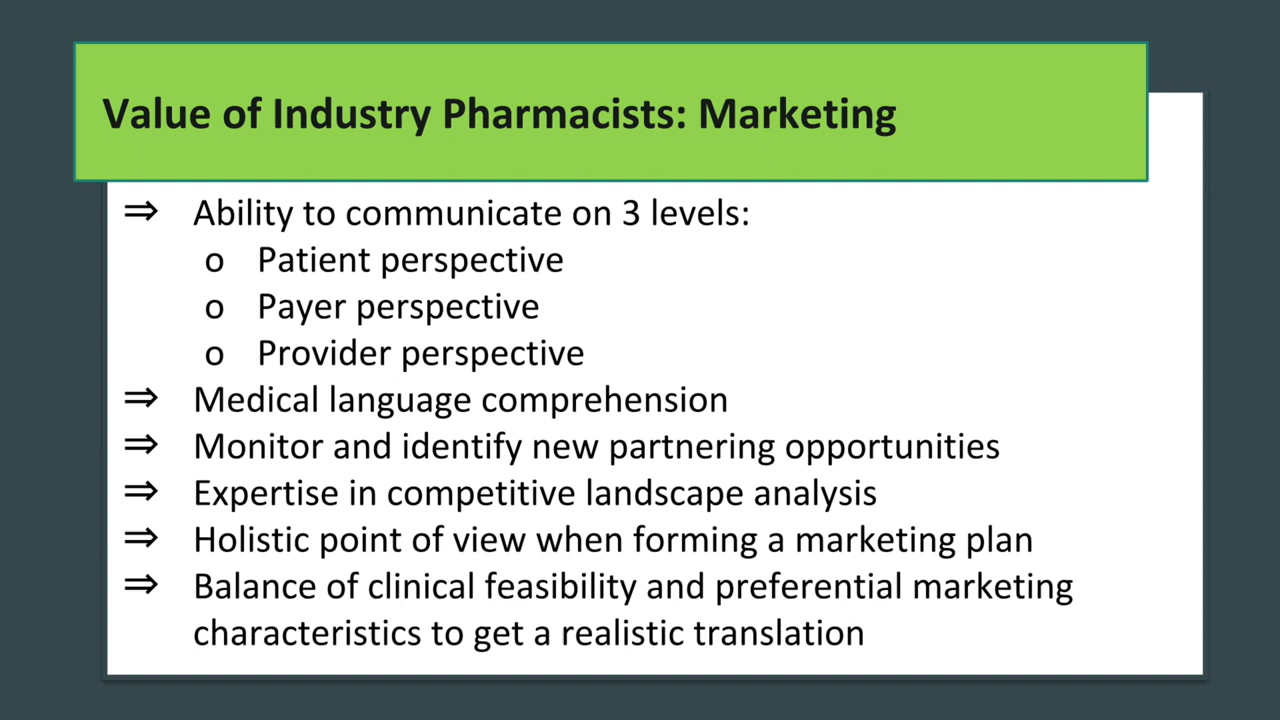 Value of Industry Pharmacists: Marketing
⇒ Ability to communicate on 3 levels:
o Patient perspective
o Payer perspective
o Provider perspective
⇒ Medical language comprehension
⇒ Monitor and identify new partnering opportunities
⇒ Expertise in competitive landscape analysis
⇒ Holistic point of view when forming a marketing plan
⇒ Balance of clinical feasibility and preferential marketing
characteristics to get a realistic translation